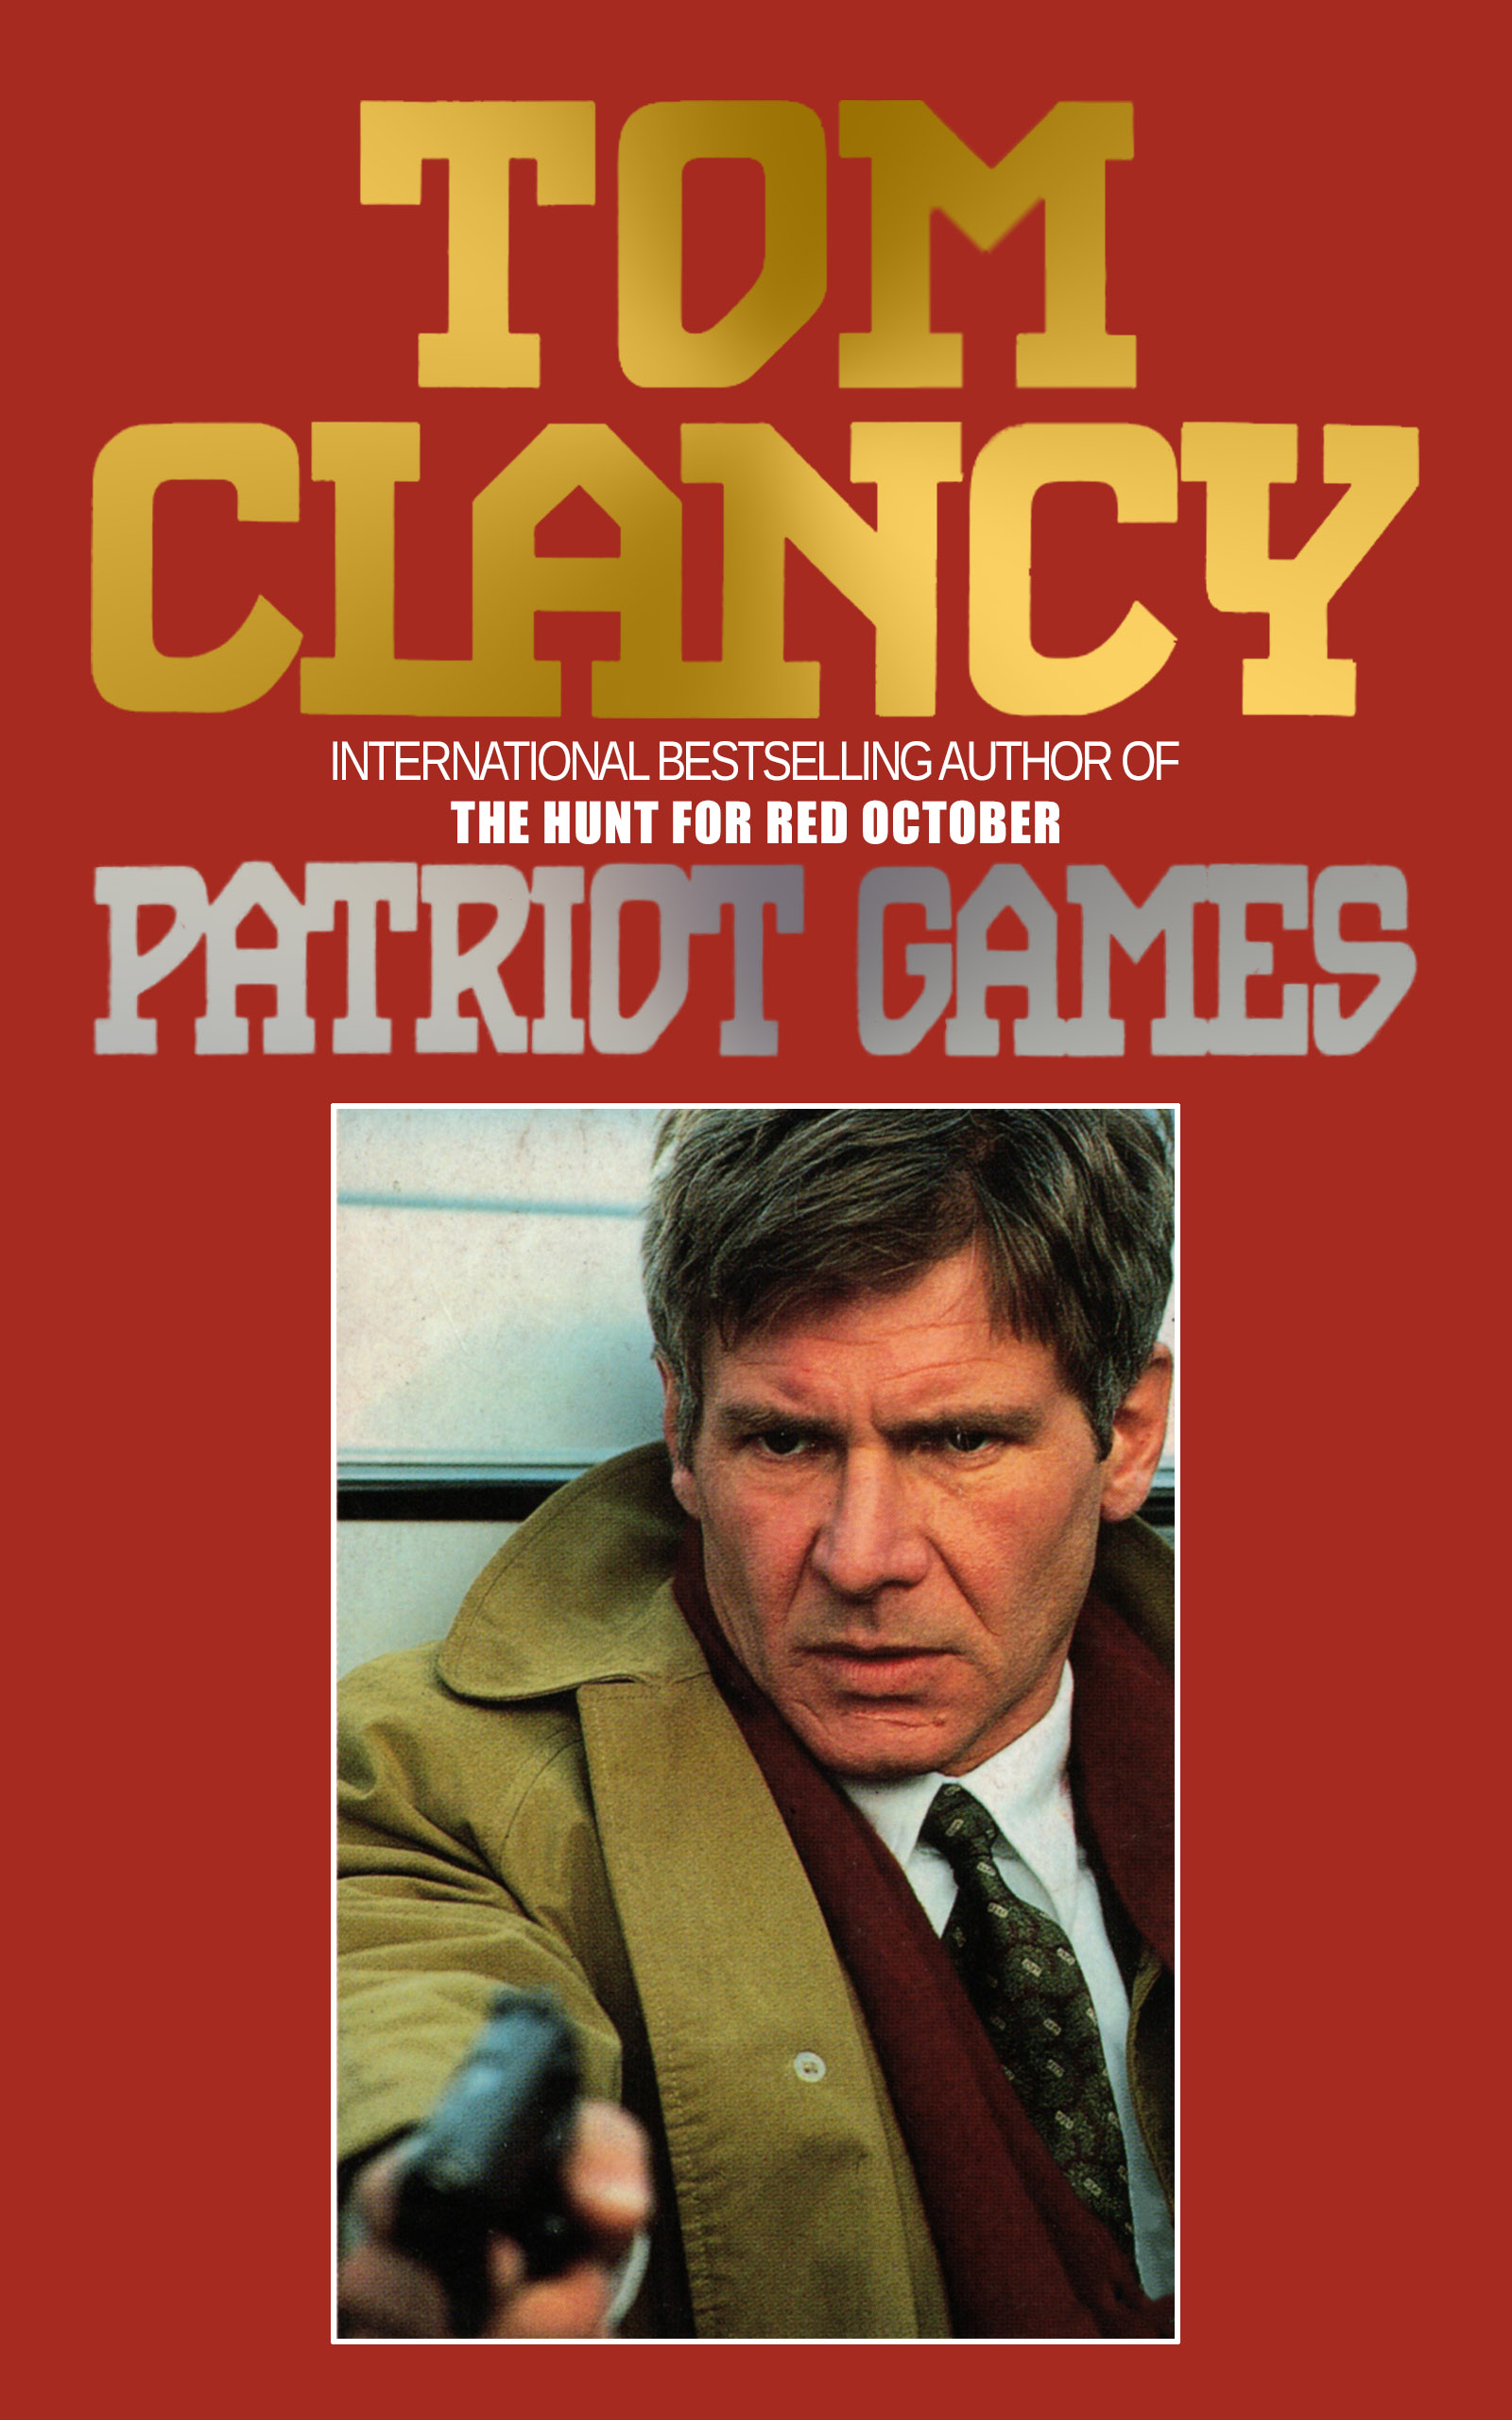 TOM
CLANCY
INTERNATIONAL BESTSELLING AUTHOR OF
THE HUNT FOR RED OCTOBER
PATRIOT GAMES